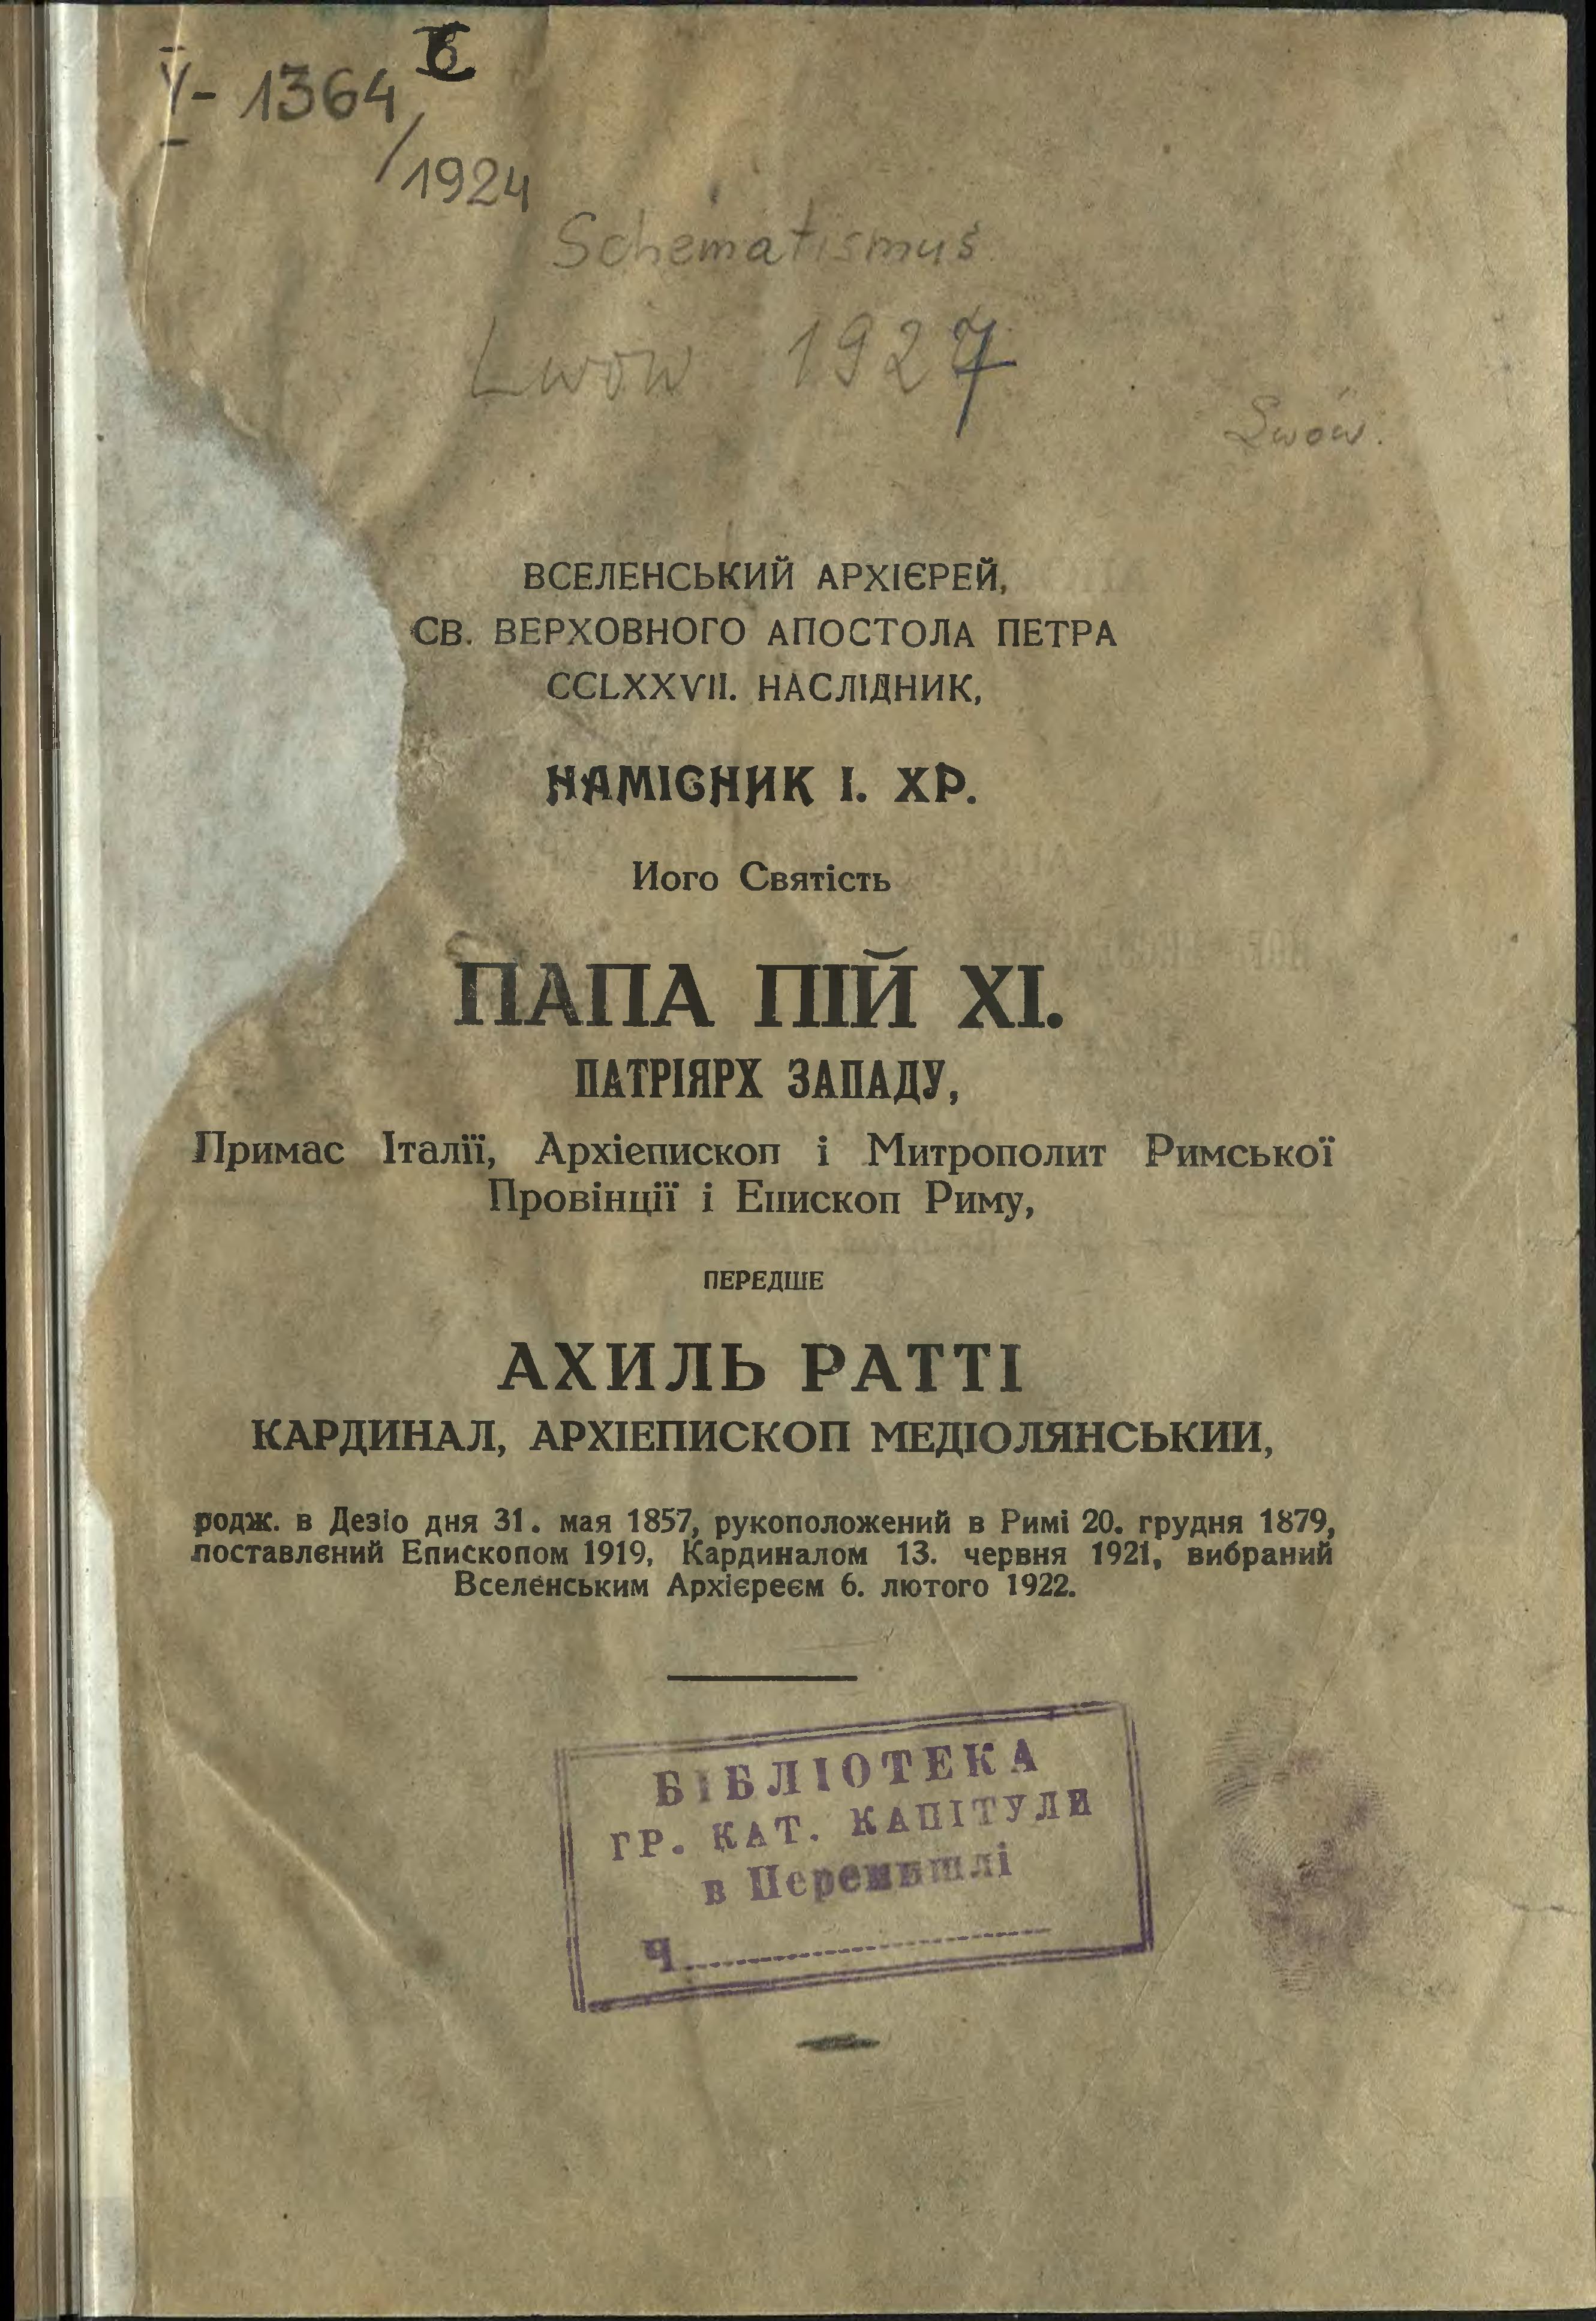 V- 1364
/1924
Schematismus
Lwów 1927
Lwów.
ВСЕЛЕНСЬКИЙ АРХІЄРЕЙ,
СВ. ВЕРХОВНОГО АПОСТОЛА ПЕТРА
CCLXXVII. НАСЛІДНИК,
НАМІСНИК І. ХР.
Його Святість
ПАПА ПІЙ XI.
ПАТРІЯРХ ЗАПАДУ,
Примас Італії, Архіепископ і Митрополит Римської
Провінції і Епископ Риму,
ПЕРЕДШЕ
АХИЛЬ РАТТІ
КАРДИНАЛ, АРХІЕПИСКОП МЕДІОЛЯНСЬКИИ,
родж. в Дезіо дня 31. мая 1857, рукоположений в Римі 20. грудня 1879,
поставлений Епископом 1919, Кардиналом 13. червня 1921, вибраний
Вселенським Архієреєм 6. лютого 1922.
БІБЛІОТЕКА
ГР. КАТ. КАПІТУЛИ
в Перемишлі
Ч